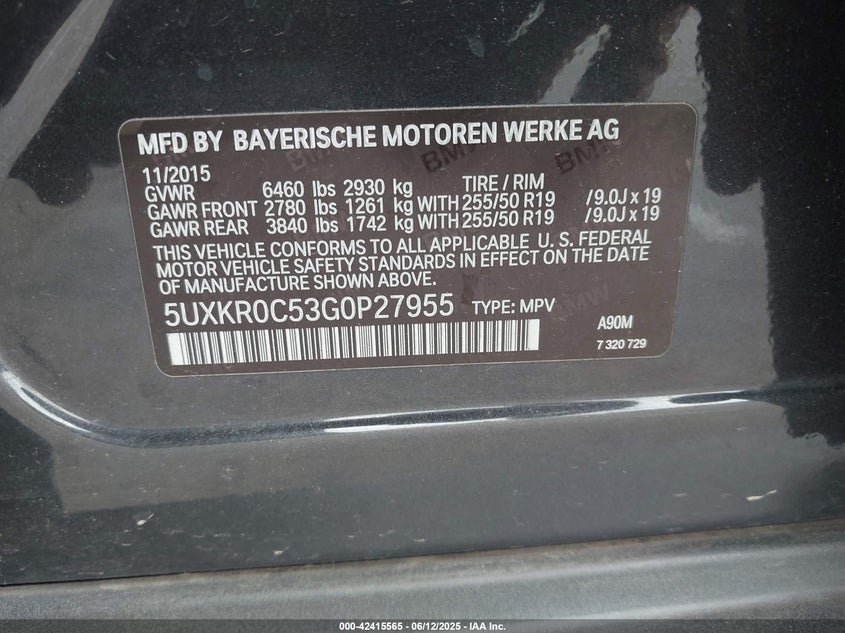 MFD BY BAYERISCHE MOTOREN WERKE AG
11/2015 TIRE / RIM
GVWR 6460 lbs 2930 kg
GAWR FRONT 2780 lbs 1261 kg WITH 255/50 R19 /9.0J x 19
GAWR REAR 3840 lbs 1742 kg WITH 255/50 R19 /9.0J x 19
THIS VEHICLE CONFORMS TO ALL APPLICABLE U. S. FEDERAL
MOTOR VEHICLE SAFETY STANDARDS IN EFFECT ON THE DATE
OF MANUFACTURE SHOWN ABOVE.
5UXKR0C53G0P27955 TYPE: MPV
A90M
7 320 729
000-42415565 - 06/12/2025 - IAA Inc.